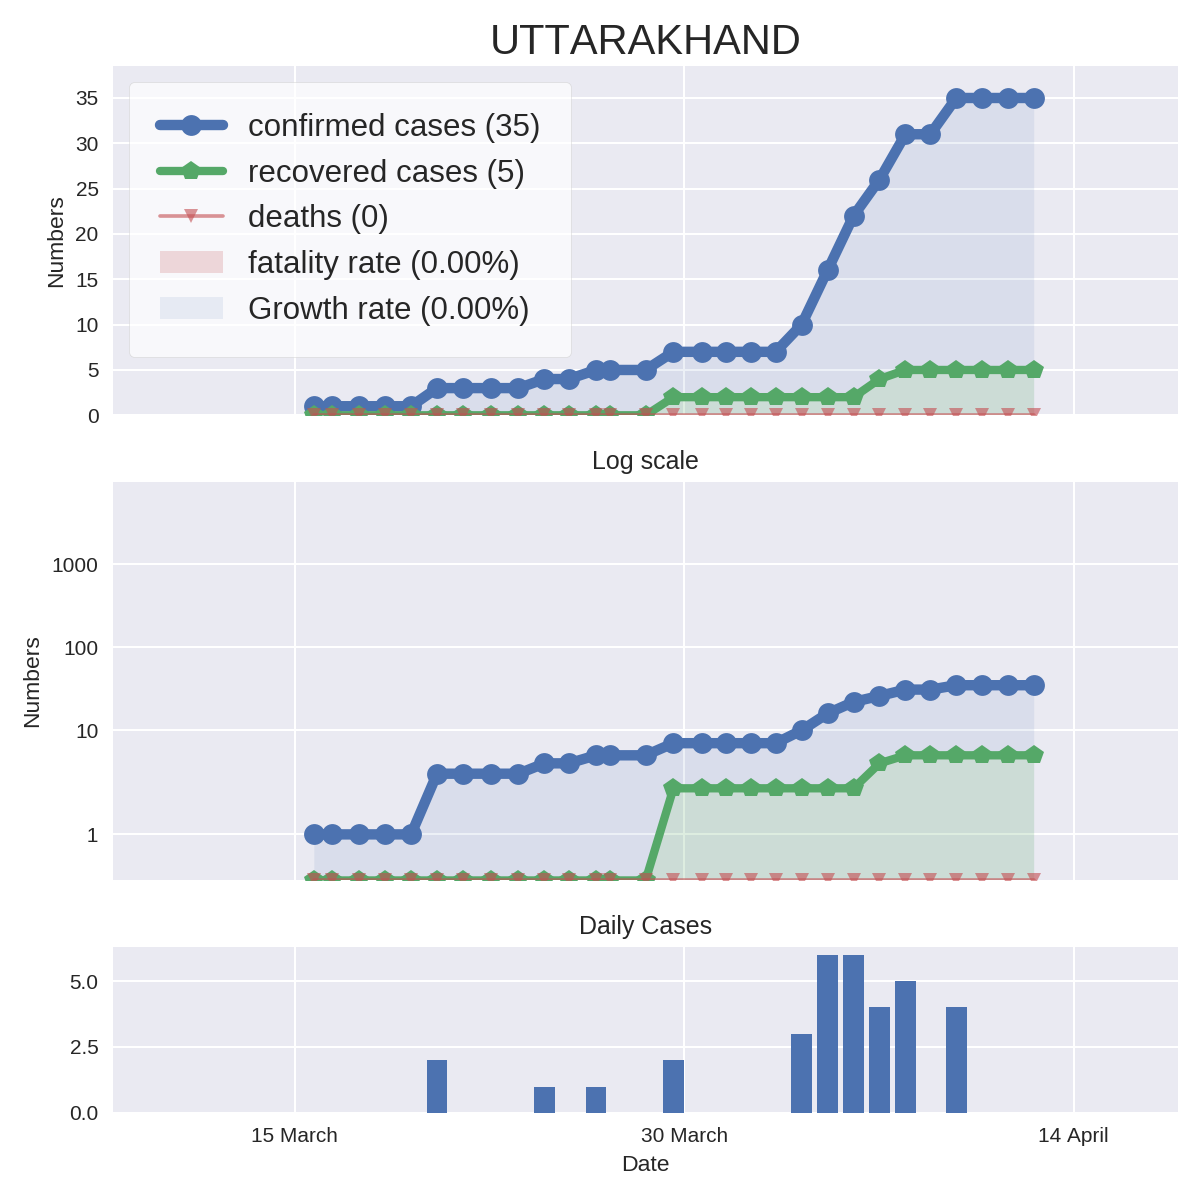 UTTARAKHAND
35
30
25
20
15
10
5
0
Numbers
confirmed cases (35)
recovered cases (5)
deaths (0)
fatality rate (0.00%)
Growth rate (0.00%)
Log scale
1000
100
10
1
Numbers
Daily Cases
5.0
2.5
0.0
15 March 30 March 14 April
Date